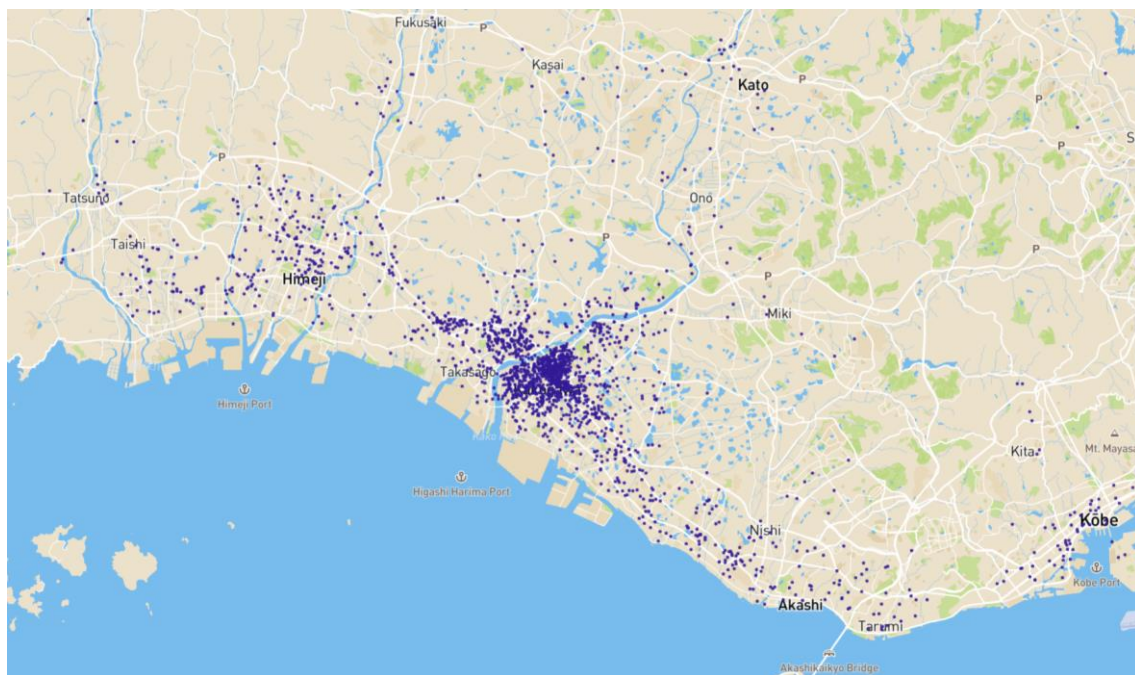 Fukusaki
P
Kasai
Kato
P
P
S
P
P
Tatsuno
Ono
Taishi
P
P
Himeji
P
Miki
Takasago
Himeji Port
Kita
Mt. Mayasa
Higashi Harima Port
Nishi
Kōbe
Kobe Port
Akashi
Tarumi
Akashikaikyo Bridge